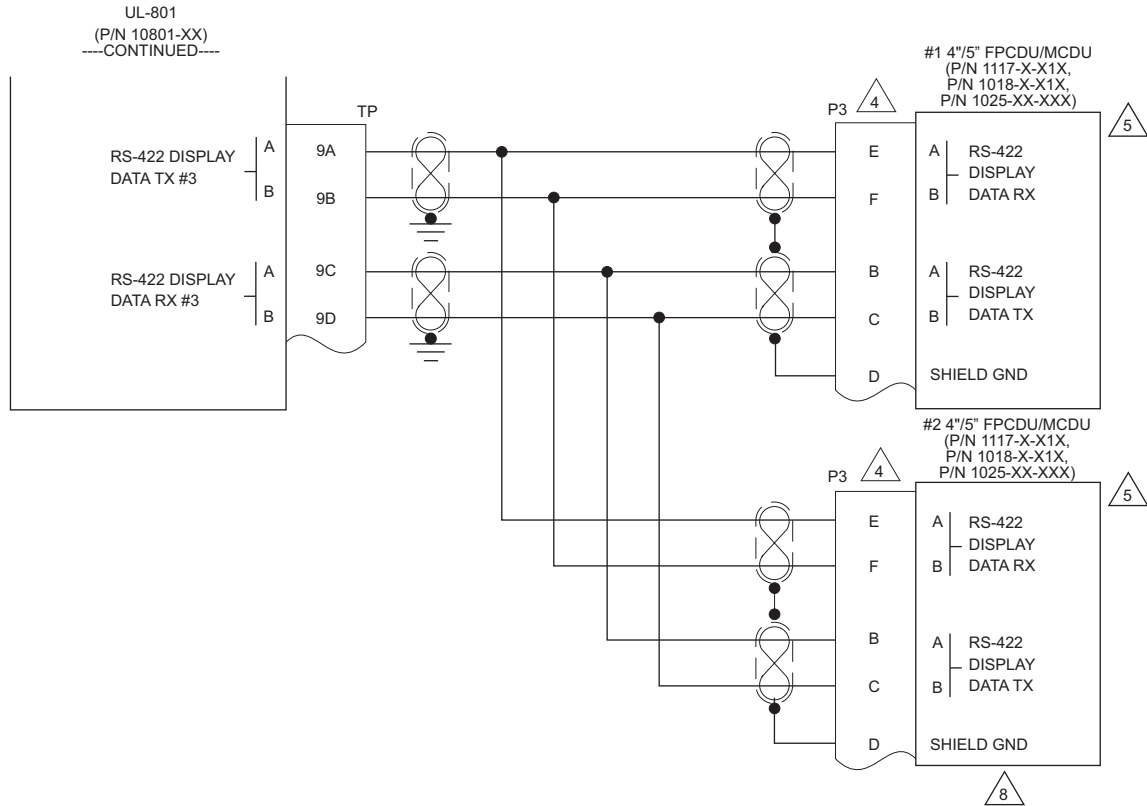 UL-801
(P/N 10801-XX)
----CONTINUED----
TP
RS-422 DISPLAY
DATA TX #3
A
B
9A
9B
RS-422 DISPLAY
DATA RX #3
A
B
9C
9D
#1 4"/5” FPCDU/MCDU
(P/N 1117-X-X1X,
P/N 1018-X-X1X,
P/N 1025-XX-XXX)
P3
4
5
E
F
A
B
RS-422
DISPLAY
DATA RX
B
C
A
B
RS-422
DISPLAY
DATA TX
D
SHIELD GND
#2 4"/5” FPCDU/MCDU
(P/N 1117-X-X1X,
P/N 1018-X-X1X,
P/N 1025-XX-XXX)
P3
4
5
E
F
A
B
RS-422
DISPLAY
DATA RX
B
C
A
B
RS-422
DISPLAY
DATA TX
D
SHIELD GND
8